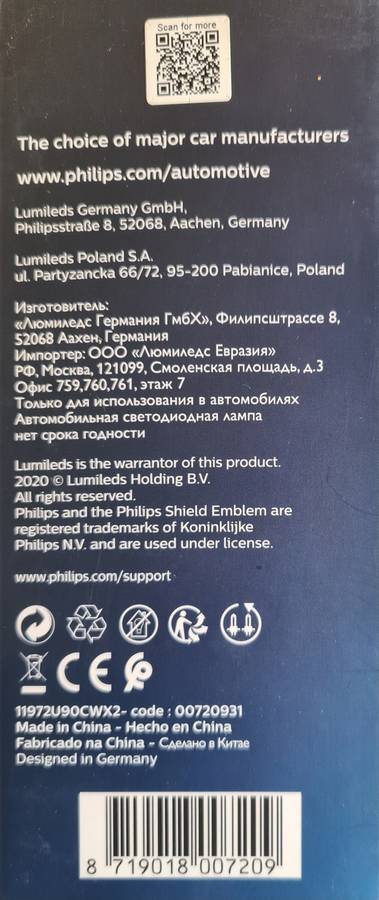 Scan for more
The choice of major car manufacturers
www.philips.com/automotive
Lumileds Germany GmbH,
Philipsstraße 8, 52068, Aachen, Germany
Lumileds Poland S.A.
ul. Partyzancka 66/72, 95-200 Pabianice, Poland
Изготовитель:
«Люмиледс Германия ГмбХ», Филипсштрассе 8,
52068 Аахен, Германия
Импортер: ООО «Люмиледс Евразия»
РФ, Москва, 121099, Смоленская площадь, д.3
Офис 759,760,761, этаж 7
Только для использования в автомобилях
Автомобильная светодиодная лампа
нет срока годности
Lumileds is the warrantor of this product.
2020 © Lumileds Holding B.V.
All rights reserved.
Philips and the Philips Shield Emblem are
registered trademarks of Koninklijke
Philips N.V. and are used under license.
www.philips.com/support
CE
11972U90CWX2- code : 00720931
Made in China - Hecho en China
Fabricado na China - Сделано в Китае
Designed in Germany
8 719018 007209